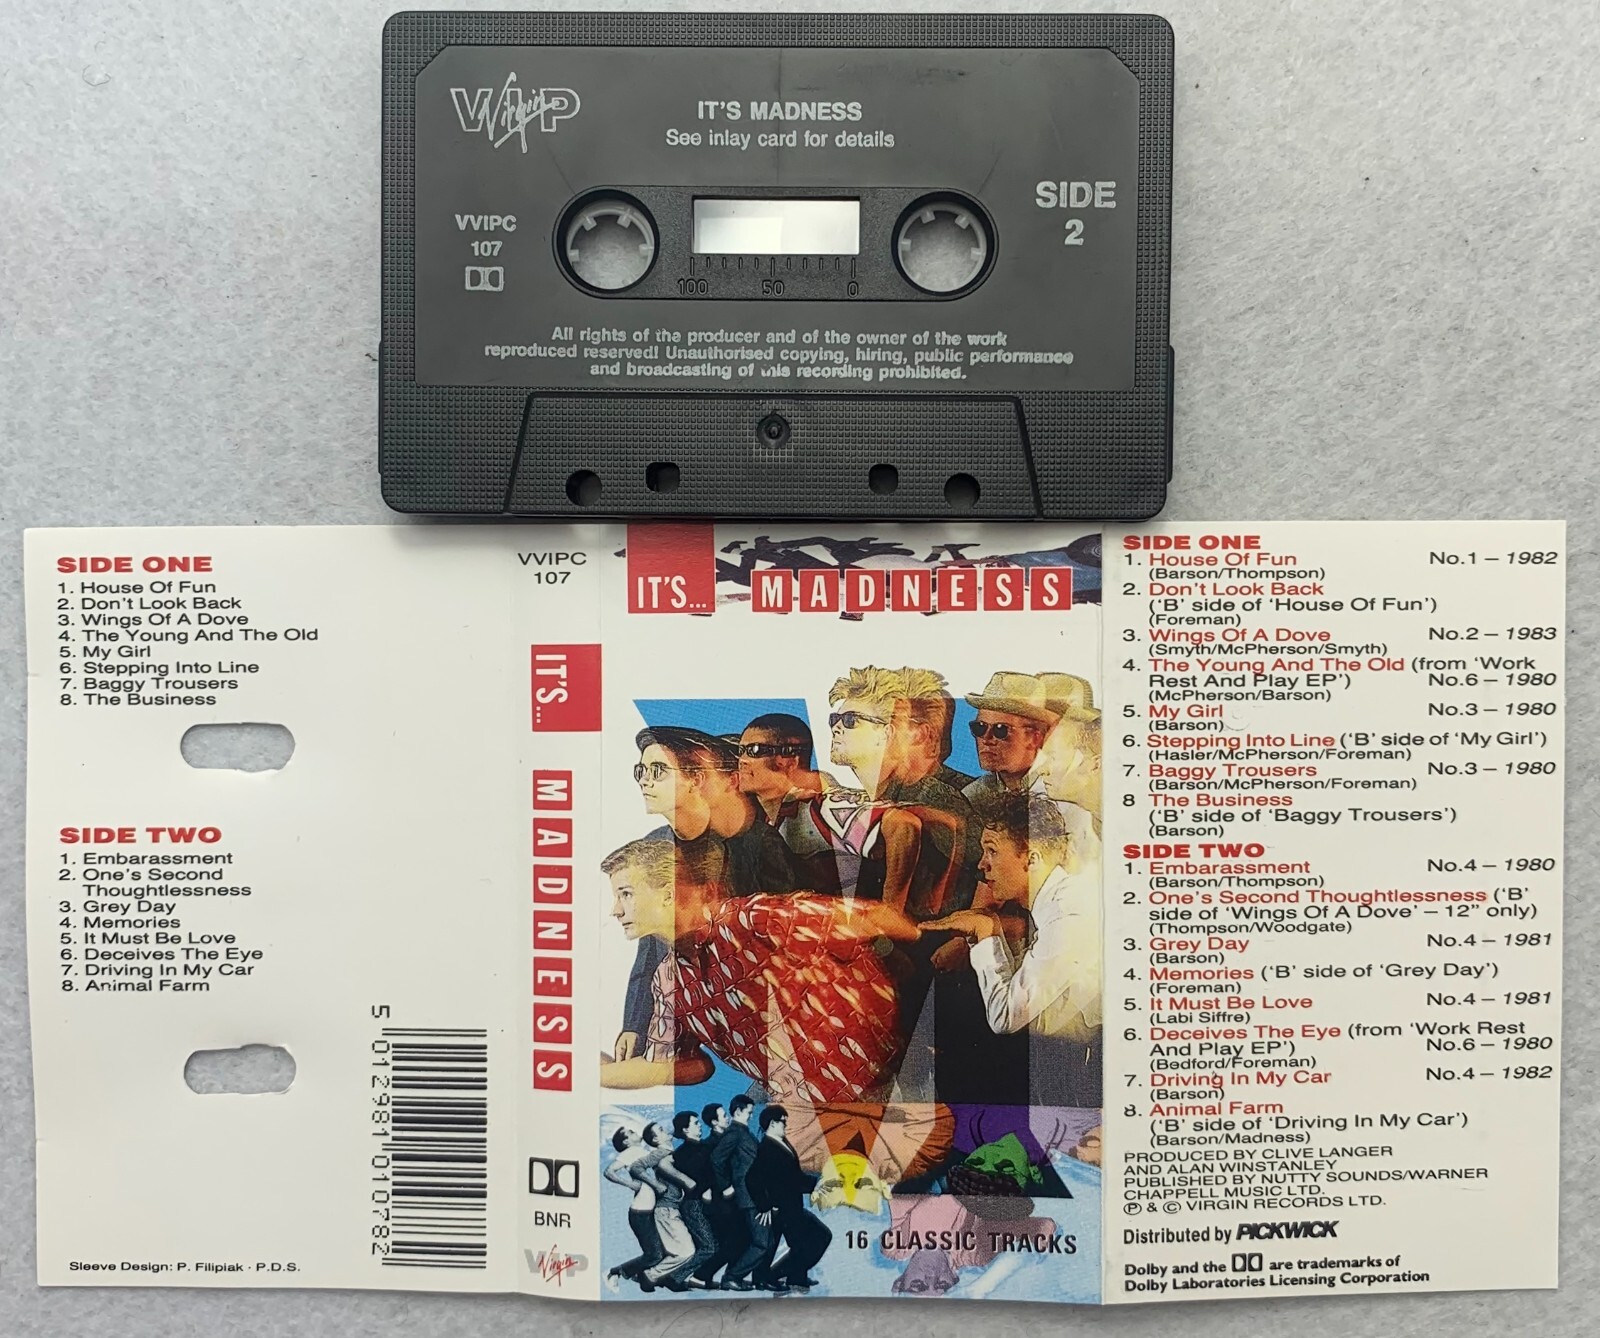 VIP
Virgin
IT'S MADNESS
See inlay card for details
SIDE
2
VVIPC
107
100 50 0
All rights of the producer and of the owner of the work
reproduced reserved! Unauthorised copying, hiring, public performance
and broadcasting of this recording prohibited.
SIDE ONE
1. House Of Fun
2. Don't Look Back
3. Wings Of A Dove
4. The Young And The Old
5. My Girl
6. Stepping Into Line
7. Baggy Trousers
8. The Business
SIDE TWO
1. Embarassment
2. One's Second
Thoughtlessness
3. Grey Day
4. Memories
5. It Must Be Love
6. Deceives The Eye
7. Driving In My Car
8. Animal Farm
5 012981 010782
Sleeve Design: P. Filipiak · P.D.S.
VVIPC
107
IT'S...
MADNESS
BNR
VIP
Virgin
IT'S... MADNESS
16 CLASSIC TRACKS
SIDE ONE
1. House Of Fun No.1 – 1982
(Barson/Thompson)
2. Don't Look Back
('B' side of 'House Of Fun')
(Foreman)
3. Wings Of A Dove No.2 – 1983
(Smyth/McPherson/Smyth)
4. The Young And The Old (from 'Work
Rest And Play EP') No.6 – 1980
(McPherson/Barson)
5. My Girl No.3 – 1980
(Barson)
6. Stepping Into Line ('B' side of 'My Girl')
(Hasler/McPherson/Foreman)
7. Baggy Trousers No.3 – 1980
(Barson/McPherson/Foreman)
8 The Business
('B' side of 'Baggy Trousers')
(Barson)
SIDE TWO
1. Embarassment No.4 – 1980
(Barson/Thompson)
2. One's Second Thoughtlessness ('B'
side of 'Wings Of A Dove' – 12" only)
(Thompson/Woodgate)
3. Grey Day No.4 – 1981
(Barson)
4. Memories ('B' side of 'Grey Day')
(Foreman)
5. It Must Be Love No.4 – 1981
(Labi Siffre)
6. Deceives The Eye (from 'Work Rest
And Play EP') No.6 – 1980
(Bedford/Foreman)
7. Driving In My Car No.4 – 1982
(Barson)
8. Animal Farm
('B' side of 'Driving In My Car')
(Barson/Madness)
PRODUCED BY CLIVE LANGER
AND ALAN WINSTANLEY
PUBLISHED BY NUTTY SOUNDS/WARNER
CHAPPELL MUSIC LTD.
℗ & © VIRGIN RECORDS LTD.
Distributed by PICKWICK
Dolby and the are trademarks of
Dolby Laboratories Licensing Corporation